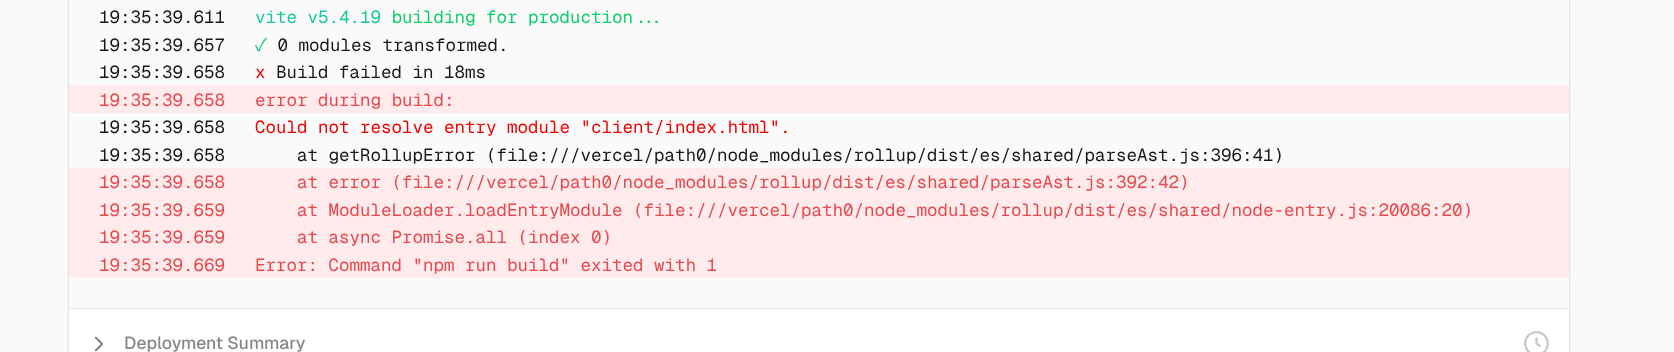 19:35:39.611 vite v5.4.19 building for production...
19:35:39.657 ✓ 0 modules transformed.
19:35:39.658 x Build failed in 18ms
19:35:39.658 error during build:
19:35:39.658 Could not resolve entry module "client/index.html".
19:35:39.658 at getRollupError (file:///vercel/path0/node_modules/rollup/dist/es/shared/parseAst.js:396:41)
19:35:39.658 at error (file:///vercel/path0/node_modules/rollup/dist/es/shared/parseAst.js:392:42)
19:35:39.659 at ModuleLoader.loadEntryModule (file:///vercel/path0/node_modules/rollup/dist/es/shared/node-entry.js:20086:20)
19:35:39.659 at async Promise.all (index 0)
19:35:39.669 Error: Command "npm run build" exited with 1
Deployment Summary